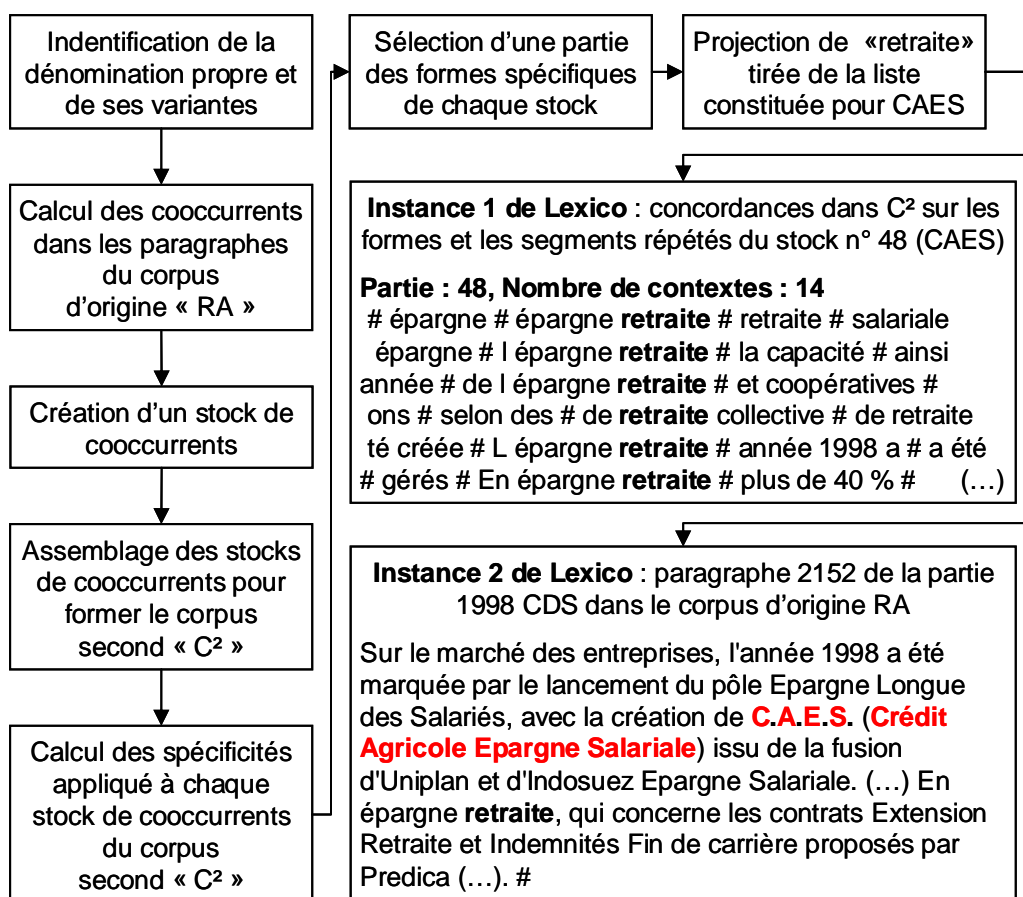 Indentification de la
dénomination propre et
de ses variantes
Calcul des cooccurrents
dans les paragraphes
du corpus
d’origine « RA »
Création d’un stock de
cooccurrents
Assemblage des stocks
de cooccurrents pour
former le corpus
second « C² »
Calcul des spécificités
appliqué à chaque
stock de cooccurrents
du corpus
second « C² »
Sélection d’une partie
des formes spécifiques
de chaque stock
Projection de «retraite»
tirée de la liste
constituée pour CAES
Instance 1 de Lexico : concordances dans C² sur les
formes et les segments répétés du stock n° 48 (CAES)
Partie : 48, Nombre de contextes : 14
# épargne # épargne retraite # retraite # salariale
épargne # l épargne retraite # la capacité # ainsi
année # de l épargne retraite # et coopératives #
ons # selon des # de retraite collective # de retraite
té créée # L épargne retraite # année 1998 a # a été
# gérés # En épargne retraite # plus de 40 % # (…)
Instance 2 de Lexico : paragraphe 2152 de la partie
1998 CDS dans le corpus d’origine RA
Sur le marché des entreprises, l'année 1998 a été
marquée par le lancement du pôle Epargne Longue
des Salariés, avec la création de C.A.E.S. (Crédit
Agricole Epargne Salariale) issu de la fusion
d'Uniplan et d'Indosuez Epargne Salariale. (…) En
épargne retraite, qui concerne les contrats Extension
Retraite et Indemnités Fin de carrière proposés par
Predica (…). #